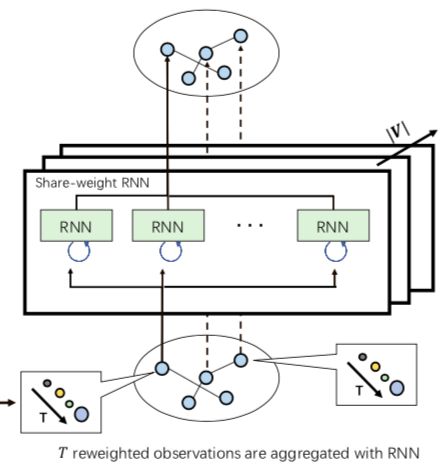 |V|
Share-weight RNN
RNN RNN ... RNN
T
T
T reweighted observations are aggregated with RNN